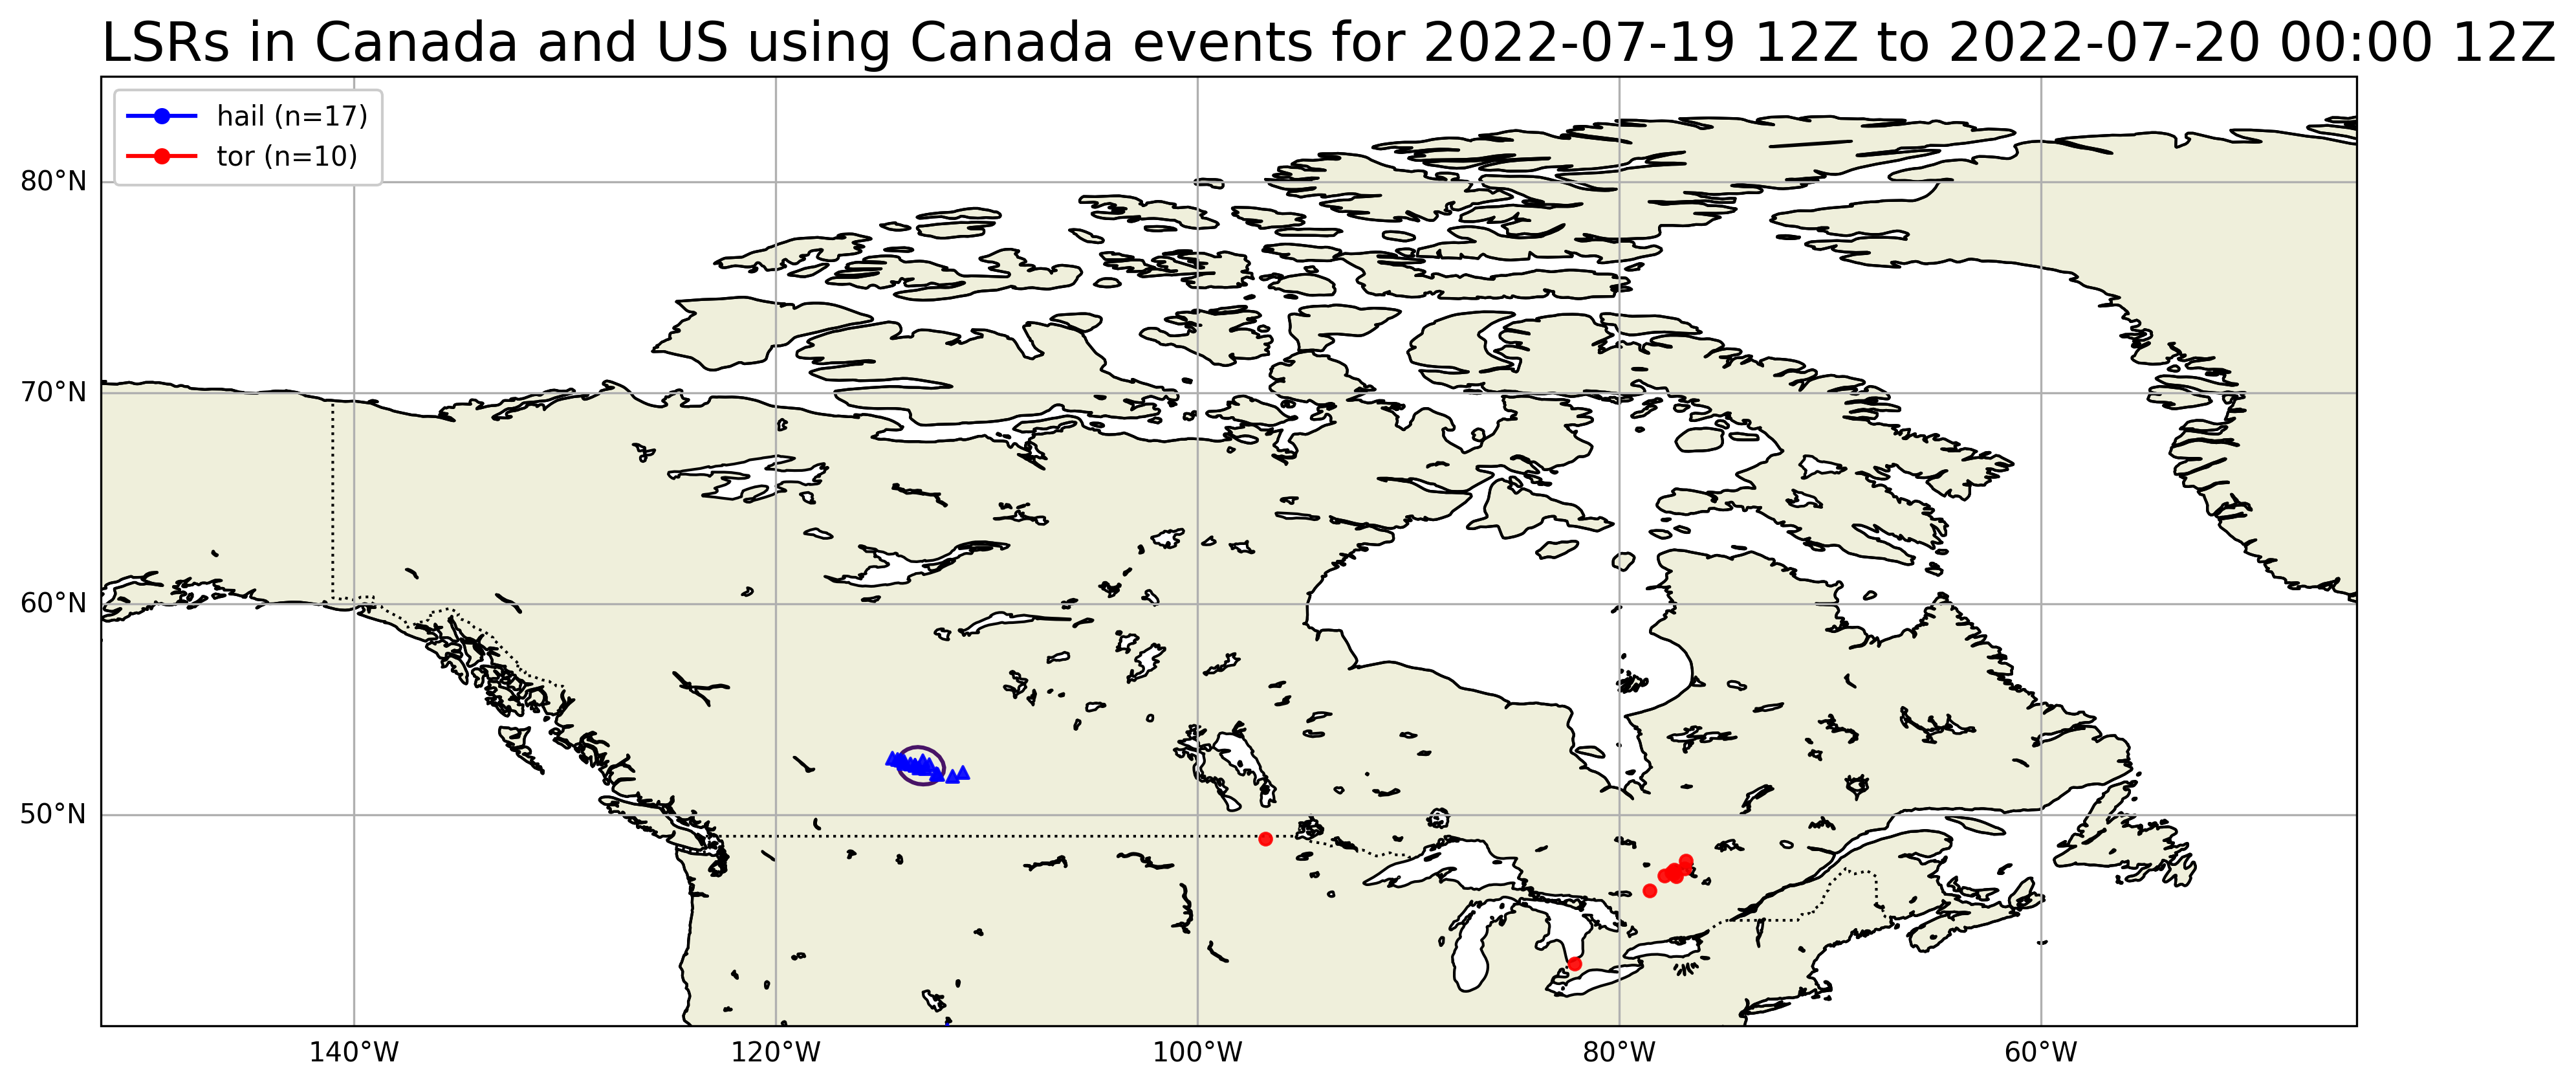 LSRs in Canada and US using Canada events for 2022-07-19 12Z to 2022-07-20 00:00 12Z
hail (n=17)
tor (n=10)
80°N
70°N
60°N
50°N
140°W
120°W
100°W
80°W
60°W